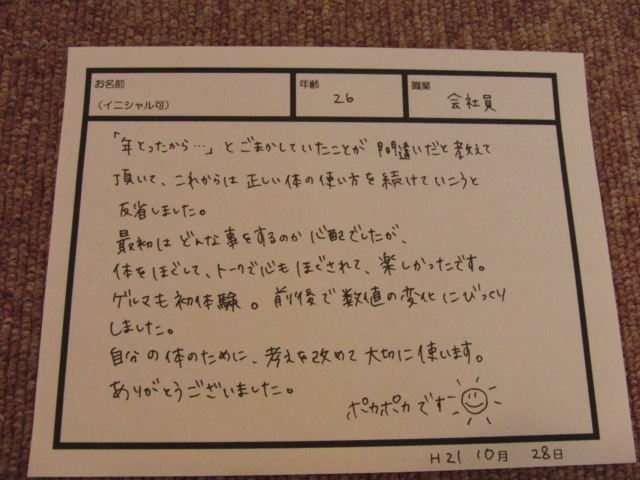 お名前
(イニシャル可)
年齢
26
職業
会社員
「年とったから…」とごまかしていたことが間違いだと教えて
頂いて、これからは正しい体の使い方を続けていこうと
反省しました。
最初はどんな事をするのか心配でしたが、
体をほぐして、トークで心もほぐされて、楽しかったです。
ゲルマも初体験。前後で数値の変化にびっくり
しました。
自分の体のために、考えを改めて大切に使います。
ありがとうございました。
ポカポカです
H21 10月 28日